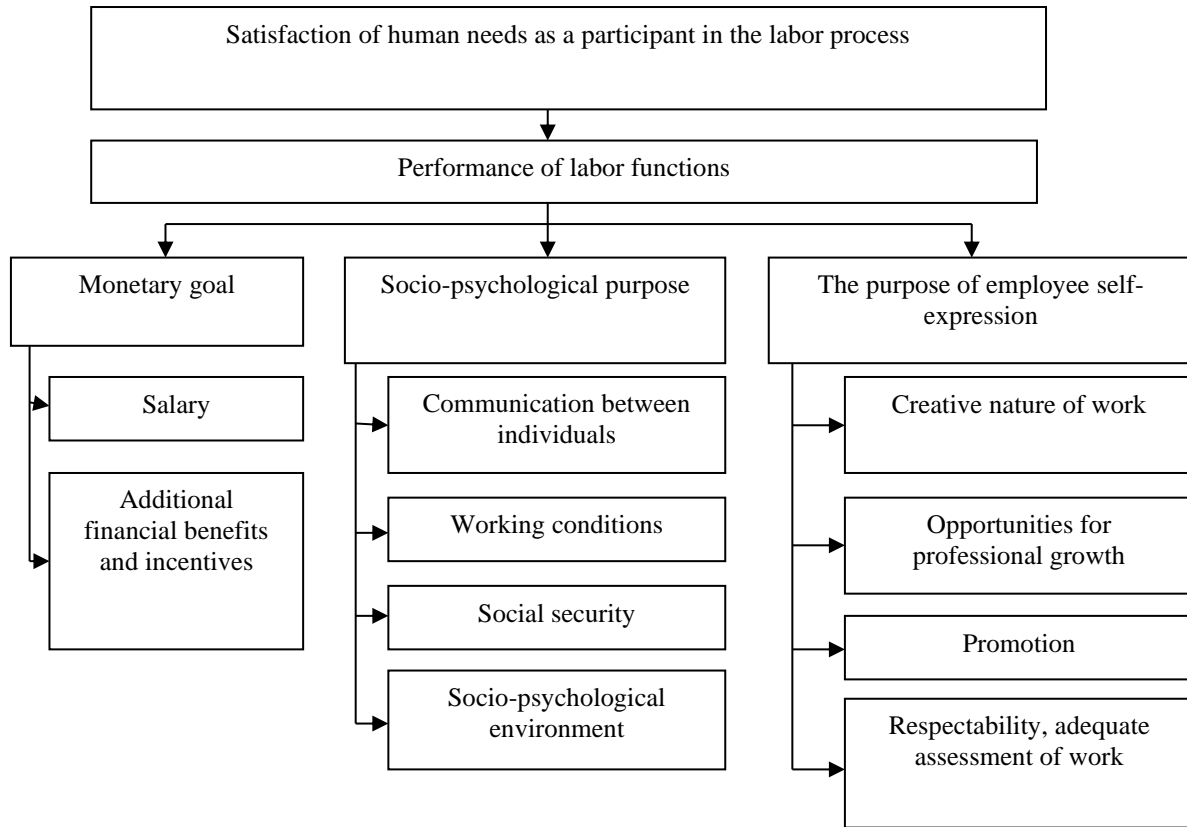 Satisfaction of human needs as a participant in the labor process
Performance of labor functions
Monetary goal
Salary
Additional
financial benefits
and incentives
Socio-psychological purpose
Communication between
individuals
Working conditions
Social security
Socio-psychological
environment
The purpose of employee self-
expression
Creative nature of work
Opportunities for
professional growth
Promotion
Respectability, adequate
assessment of work